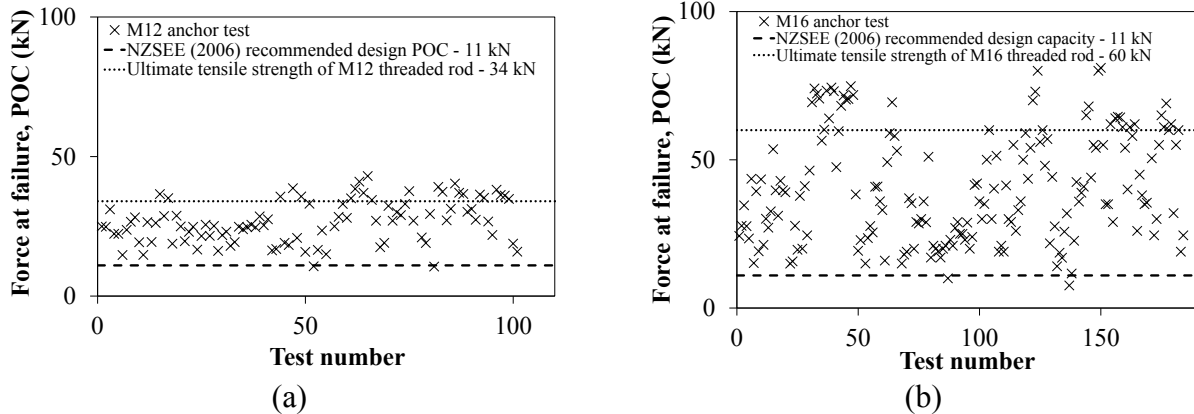 100
50
0
0
50
100
Force at failure, POC (kN)
× M12 anchor test
NZSEE (2006) recommended design POC - 11 kN
Ultimate tensile strength of M12 threaded rod - 34 kN
Test number
(a)
100
50
0
0
50
100
150
Force at failure, POC (kN)
× M16 anchor test
NZSEE (2006) recommended design capacity - 11 kN
Ultimate tensile strength of M16 threaded rod - 60 kN
Test number
(b)